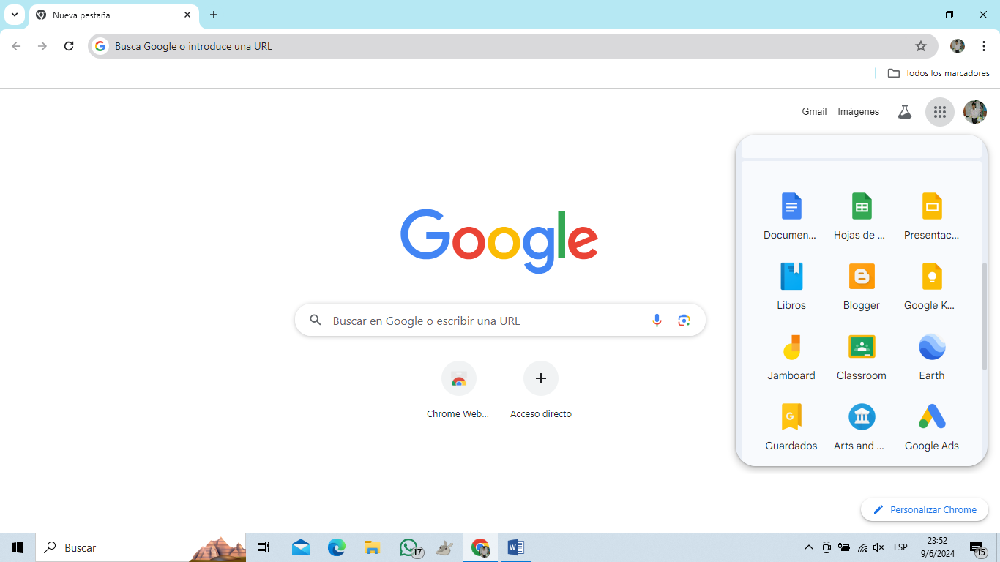 Nueva pestaña
Busca Google o introduce una URL
Todos los marcadores
Gmail Imágenes
Google
Buscar en Google o escribir una URL
Chrome Web...
Acceso directo
Documen...
Hojas de ...
Presentac...
Libros
Blogger
Google K...
Jamboard
Classroom
Earth
Guardados
Arts and ...
Google Ads
Personalizar Chrome
Buscar
17
ESP
23:52
9/6/2024
15